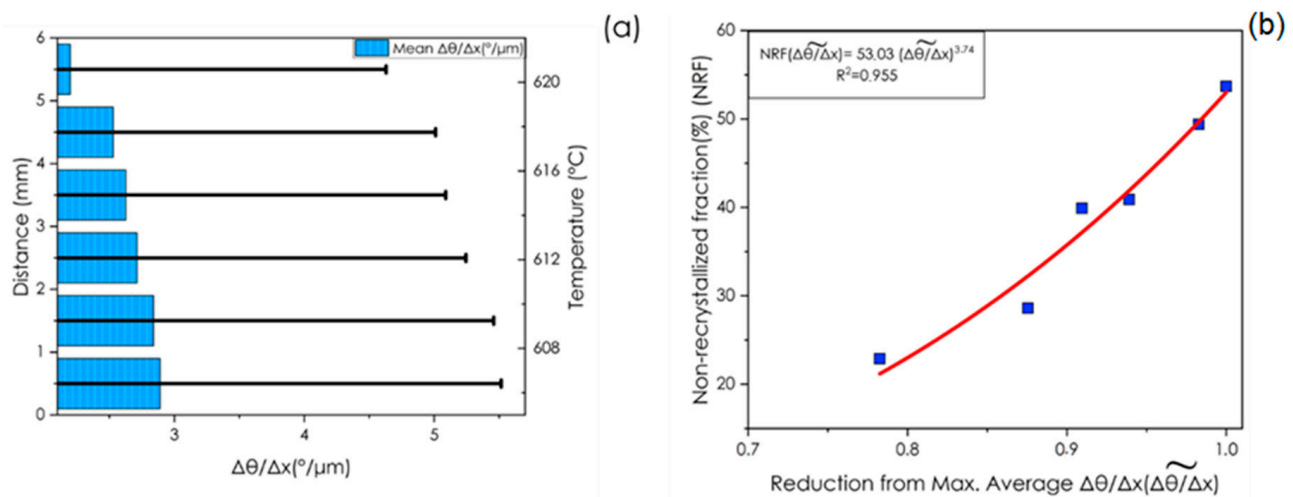 (a)
Mean Δθ/Δx(°/μm)
6
5
4
3
2
1
0
Distance (mm)
620
616
612
608
Temperature (°C)
3
4
5
Δθ/Δx(°/μm)
(b)
NRF(Δθ/Δx)= 53.03 (Δθ/Δx)^3.74
R²=0.955
60
50
40
30
20
Non-recrystallized fraction(%) (NRF)
0.7
0.8
0.9
1.0
Reduction from Max. Average Δθ/Δx(Δθ/Δx)